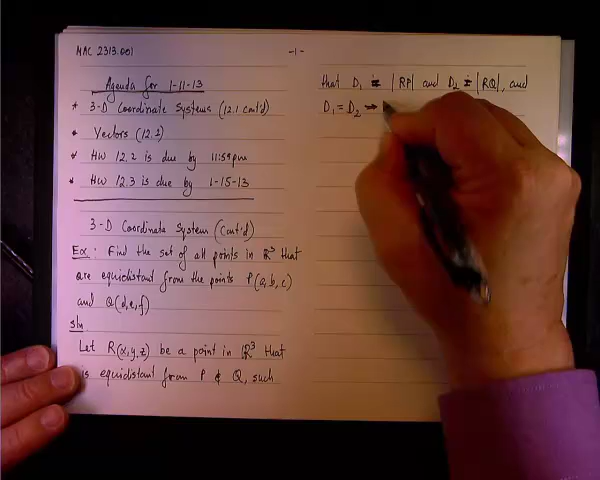 MAC 2313.001
-1-
Agenda for 1-11-13
* 3-D Coordinate Systems (12.1 cont'd)
* Vectors (12.2)
* HW 12.2 is due by 11:59pm
* HW 12.3 is due by 1-15-13
3-D Coordinate System (Cont'd)
Ex: Find the set of all points in ℝ³ that
are equidistant from the points P(a,b,c)
and Q(d,e,f)
Sln
Let R(x,y,z) be a point in ℝ³ that
is equidistant from P & Q, such
that D₁ = |RP| and D₂ = |RQ|, and
D₁ = D₂ →